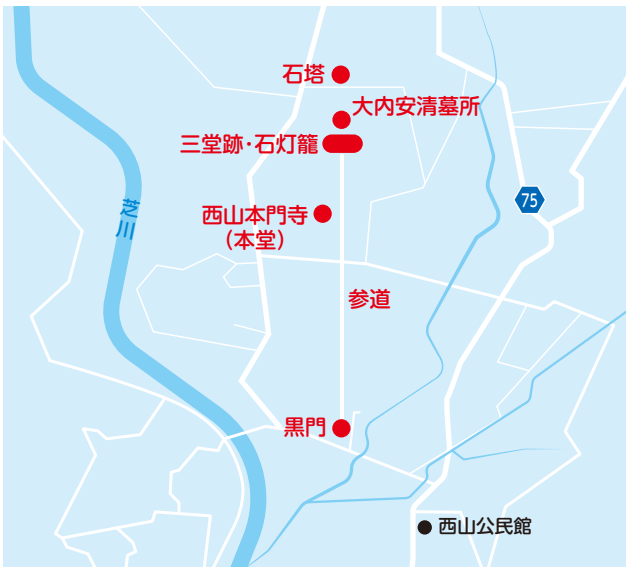 石塔
大内安清墓所
三堂跡・石灯籠
75
芝川
西山本門寺
（本堂）
参道
黒門
西山公民館